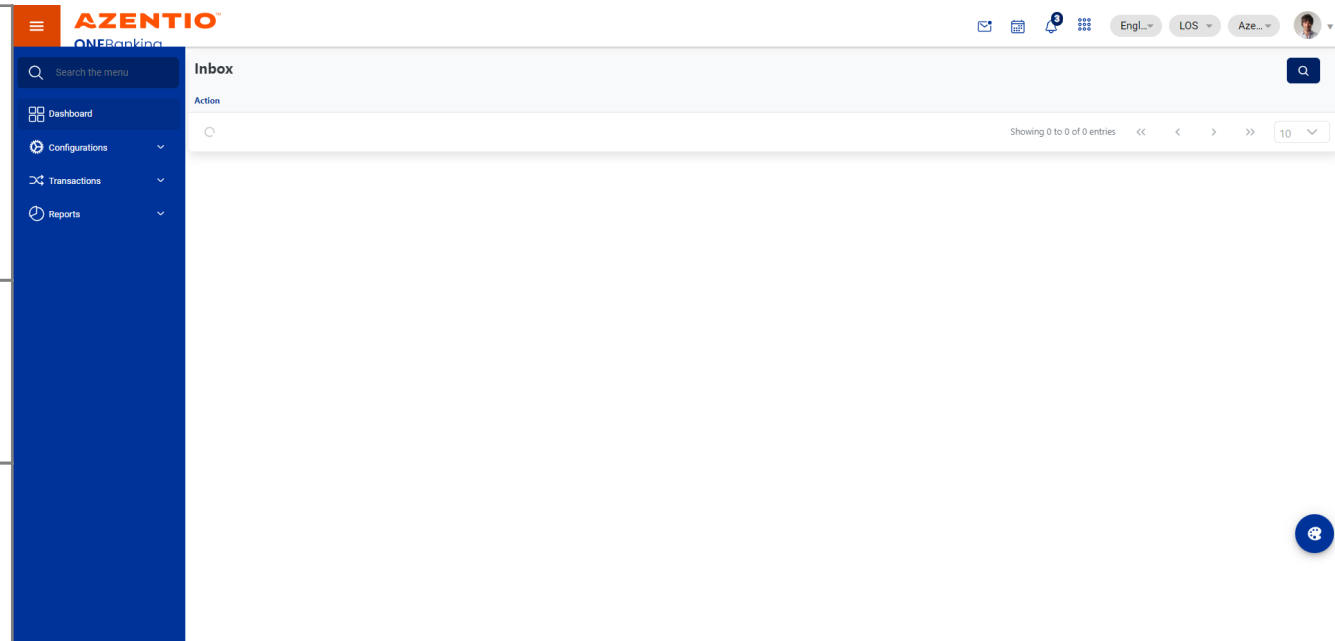 AZENTIO™
ONEBanking
3
Engl...
LOS
Aze...
Search the menu
Inbox
Action
Dashboard
Showing 0 to 0 of 0 entries
10
Configurations
Transactions
Reports